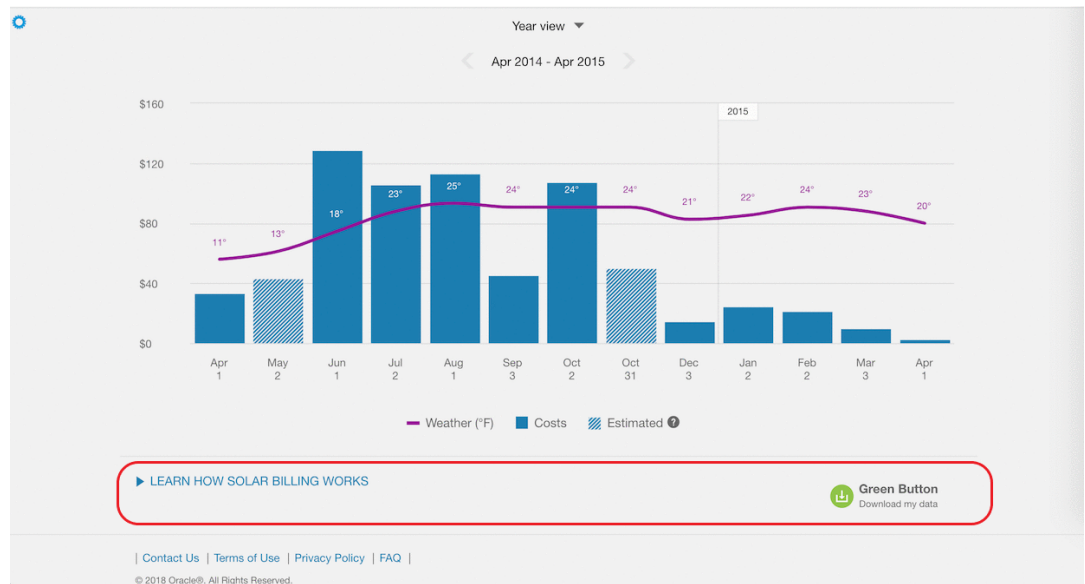 Year view
Apr 2014 - Apr 2015
$160
2015
$120
$80
$40
$0
11°
13°
18°
23°
25°
24°
24°
24°
21°
22°
24°
23°
20°
Apr 1
May 2
Jun 1
Jul 2
Aug 1
Sep 3
Oct 2
Oct 31
Dec 3
Jan 2
Feb 2
Mar 3
Apr 1
Weather (°F) Costs Estimated ?
LEARN HOW SOLAR BILLING WORKS
Green Button
Download my data
| Contact Us | Terms of Use | Privacy Policy | FAQ |
© 2018 Oracle®. All Rights Reserved.